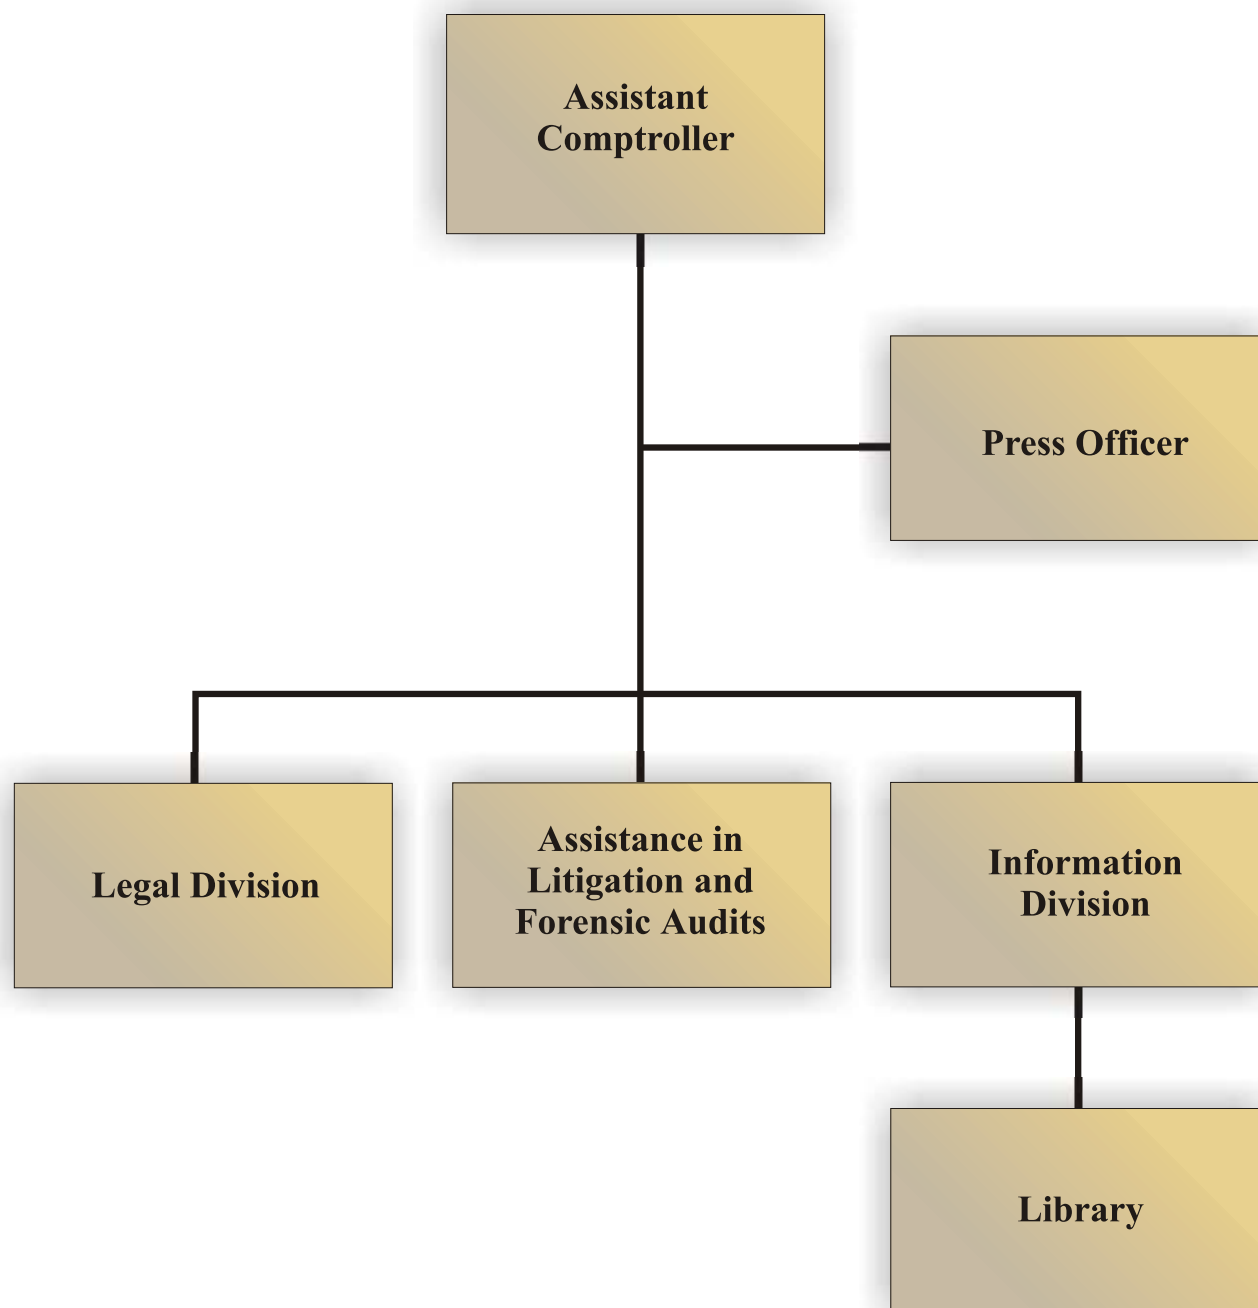 Assistant
Comptroller
Press Officer
Legal Division
Assistance in
Litigation and
Forensic Audits
Information
Division
Library